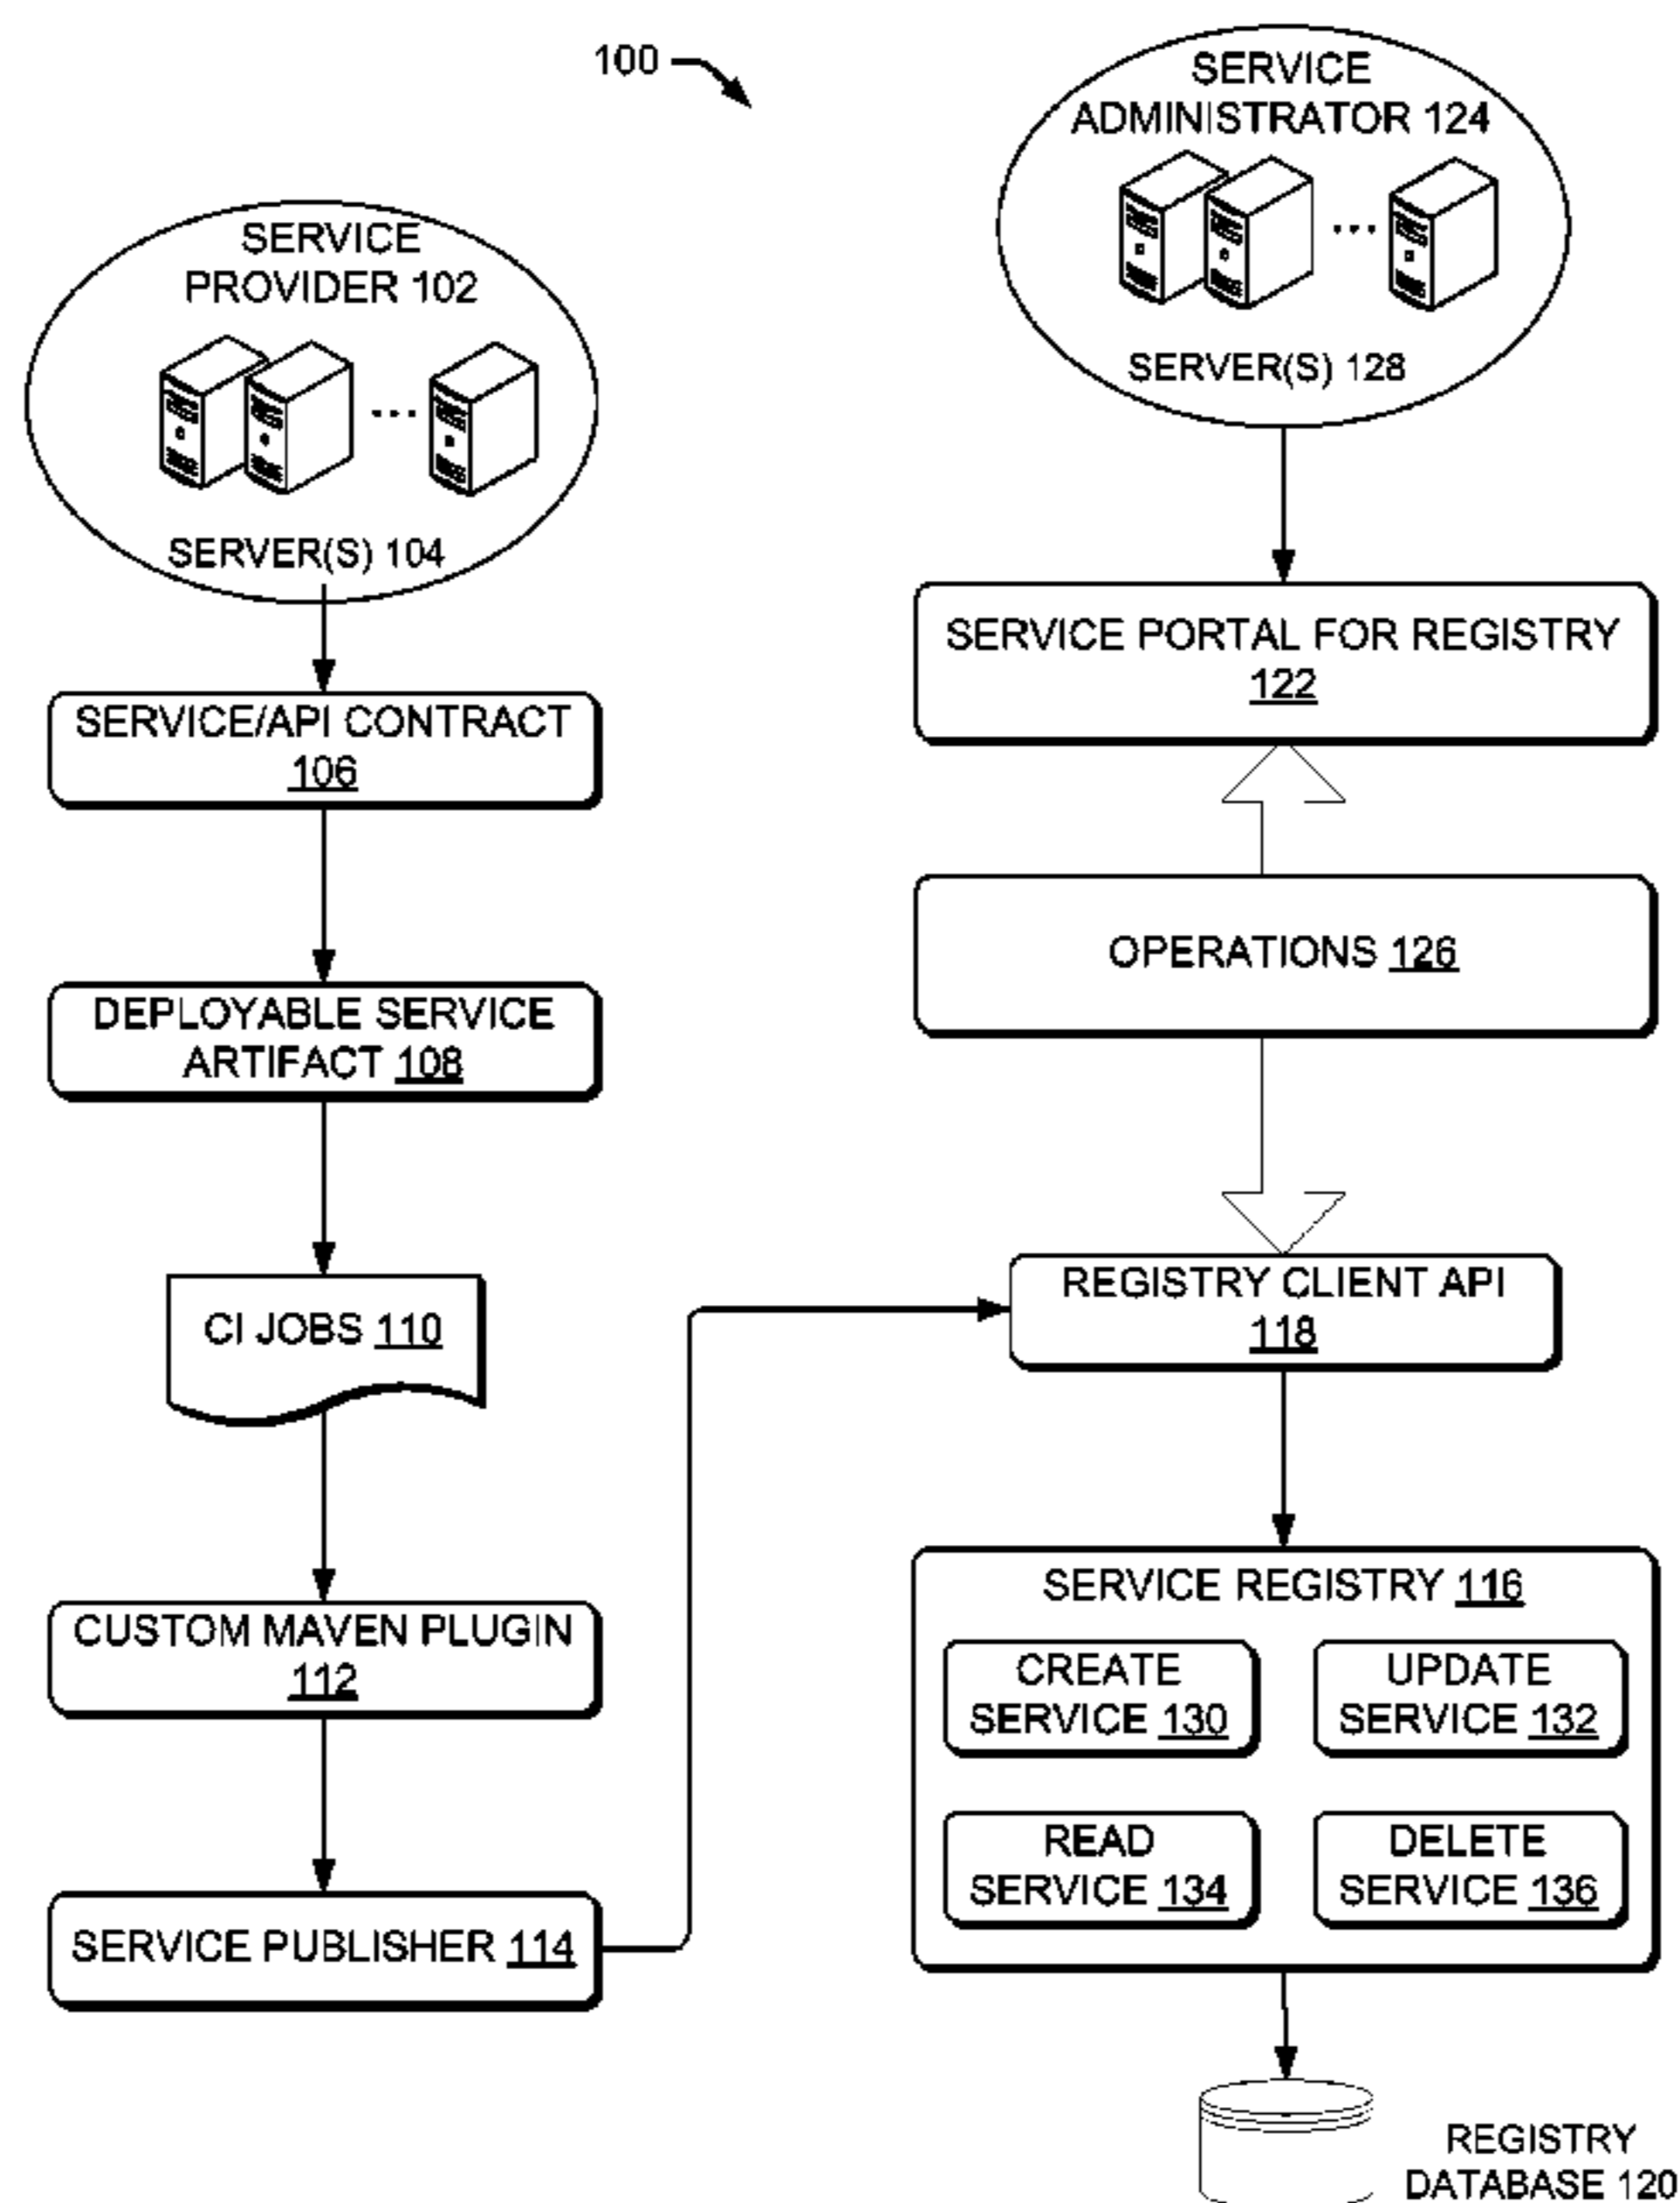 100
SERVICE
PROVIDER 102
SERVER(S) 104
SERVICE/API CONTRACT
106
DEPLOYABLE SERVICE
ARTIFACT 108
CI JOBS 110
CUSTOM MAVEN PLUGIN
112
SERVICE PUBLISHER 114
SERVICE
ADMINISTRATOR 124
SERVER(S) 128
SERVICE PORTAL FOR REGISTRY
122
OPERATIONS 126
REGISTRY CLIENT API
118
SERVICE REGISTRY 116
CREATE
SERVICE 130
UPDATE
SERVICE 132
READ
SERVICE 134
DELETE
SERVICE 136
REGISTRY
DATABASE 120